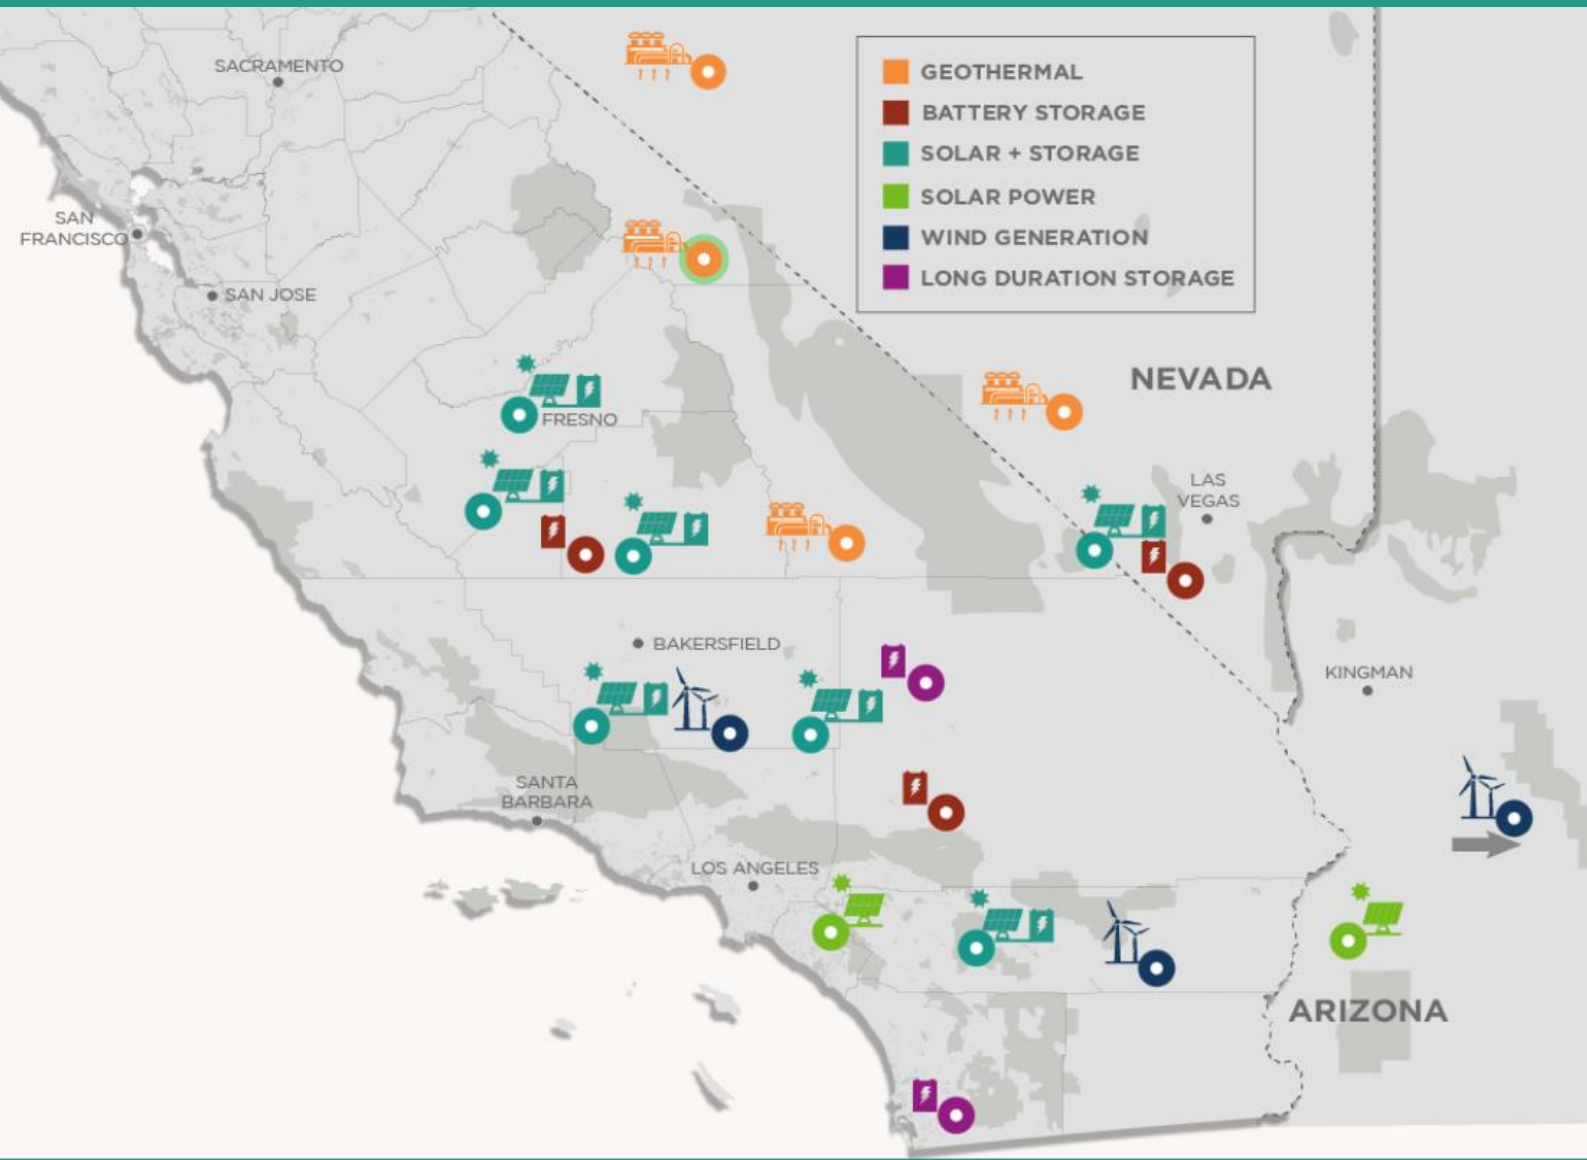 SACRAMENTO
GEOTHERMAL
BATTERY STORAGE
SOLAR + STORAGE
SOLAR POWER
WIND GENERATION
LONG DURATION STORAGE
SAN
FRANCISCO
SAN JOSE
NEVADA
FRESNO
LAS
VEGAS
BAKERSFIELD
KINGMAN
SANTA
BARBARA
LOS ANGELES
ARIZONA